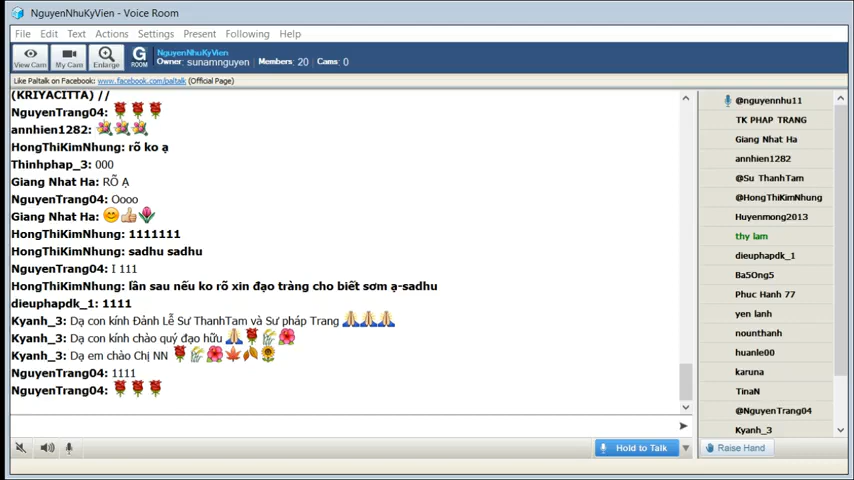 NguyenNhuKyVien - Voice Room
File Edit Text Actions Settings Present Following Help
View Cam My Cam Enlarge G ROOM
NguyenNhuKyVien
Owner: sunamnguyen Members: 20 Cams: 0
Like Paltalk on Facebook: www.facebook.com/paltalk (Official Page)
(KRIYACITTA) //
NguyenTrang04:
annhien1282:
HongThiKimNhung: rõ ko ạ
Thinhphap_3: 000
Giang Nhat Ha: RÕ Ạ
NguyenTrang04: Oooo
Giang Nhat Ha:
HongThiKimNhung: 1111111
HongThiKimNhung: sadhu sadhu
NguyenTrang04: I 111
HongThiKimNhung: lần sau nếu ko rõ xin đạo tràng cho biết sơm ạ-sadhu
dieuphapdk_1: 1111
Kyanh_3: Dạ con kính Đảnh Lễ Sư ThanhTam và Sư pháp Trang
Kyanh_3: Dạ con kính chào quý đạo hữu
Kyanh_3: Dạ em chào Chị NN
NguyenTrang04: 1111
NguyenTrang04:
@nguyennhu11
TK PHAP TRANG
Giang Nhat Ha
annhien1282
@Su ThanhTam
@HongThiKimNhung
Huyenmong2013
thy lam
dieuphapdk_1
Ba5Ong5
Phuc Hanh 77
yen lanh
nounthanh
huanle00
karuna
TinaN
@NguyenTrang04
Kyanh_3
Hold to Talk
Raise Hand